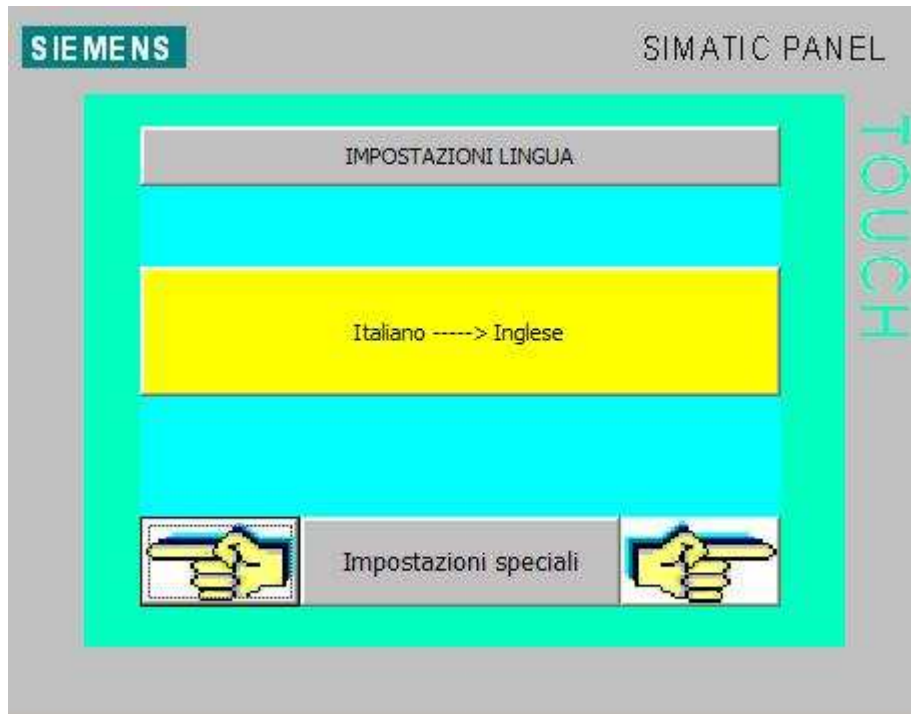 SIEMENS
SIMATIC PANEL
TOUCH
IMPOSTAZIONI LINGUA
Italiano -----> Inglese
Impostazioni speciali